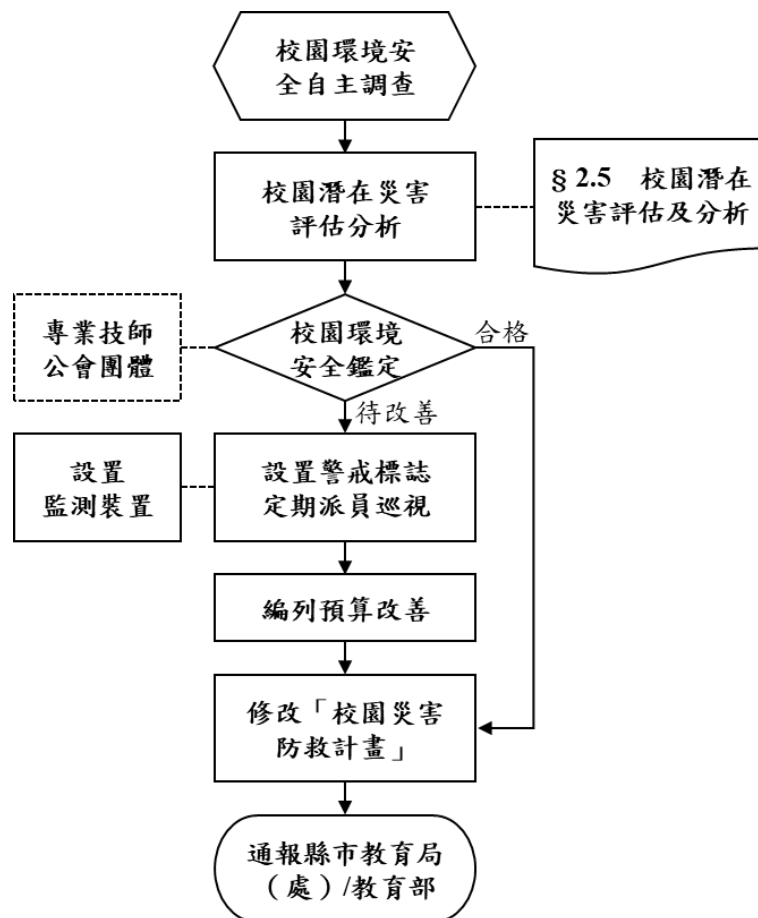 校園環境安
全自主調查
校園潛在災害
評估分析
§ 2.5 校園潛在
災害評估及分析
專業技師
公會團體
校園環境
安全鑑定
合格
待改善
設置
監測裝置
設置警戒標誌
定期派員巡視
編列預算改善
修改「校園災害
防救計畫」
通報縣市教育局
（處）/教育部